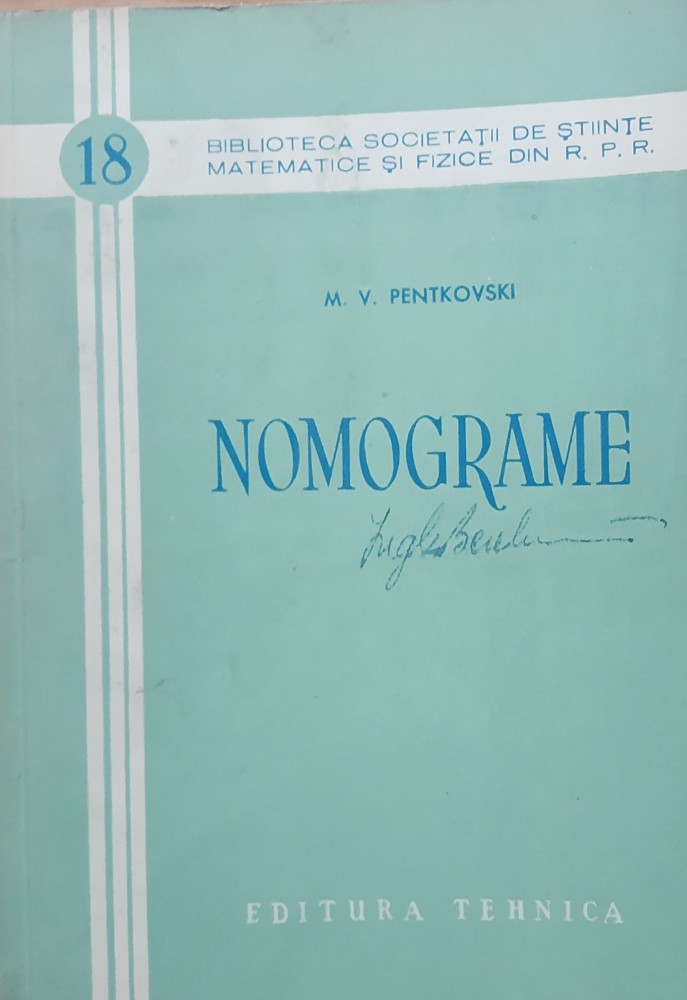 18
BIBLIOTECA SOCIETAȚII DE ȘTIINȚE
MATEMATICE ȘI FIZICE DIN R. P. R.
M. V. PENTKOVSKI
NOMOGRAME
EDITURA TEHNICA